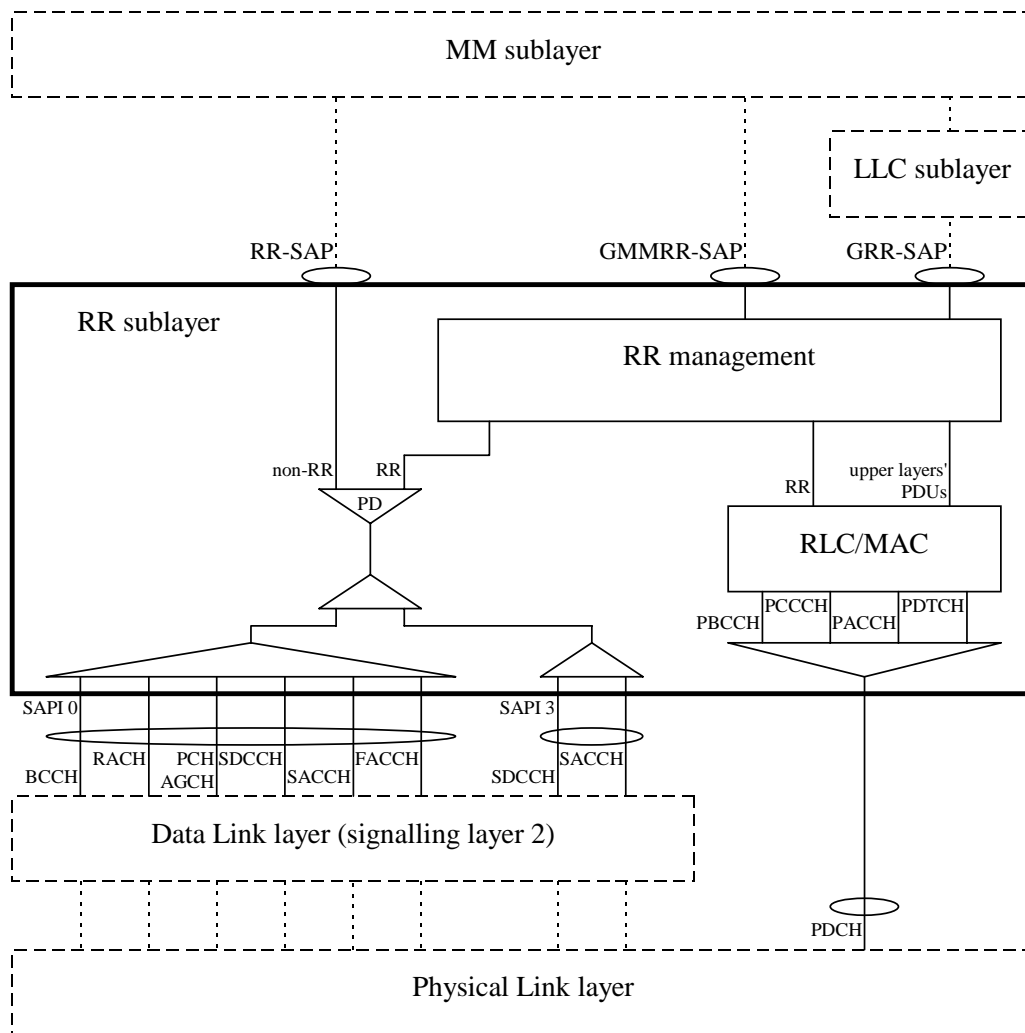 MM sublayer
LLC sublayer
RR-SAP
GMMRR-SAP
GRR-SAP
RR sublayer
RR management
non-RR
RR
PD
RR
upper layers'
PDUs
RLC/MAC
PBCCH
PCCCH
PACCH
PDTCH
SAPI 0
SAPI 3
BCCH
RACH
PCH
AGCH
SDCCH
SACCH
FACCH
SDCCH
SACCH
Data Link layer (signalling layer 2)
PDCH
Physical Link layer